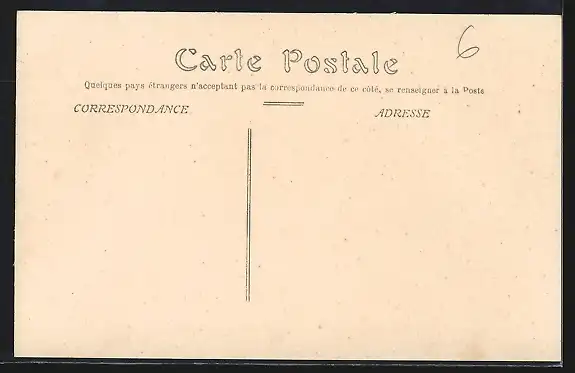 6
Carte Postale
Quelques pays étrangers n'acceptant pas la correspondance de ce côté, se renseigner à la Poste
CORRESPONDANCE
ADRESSE